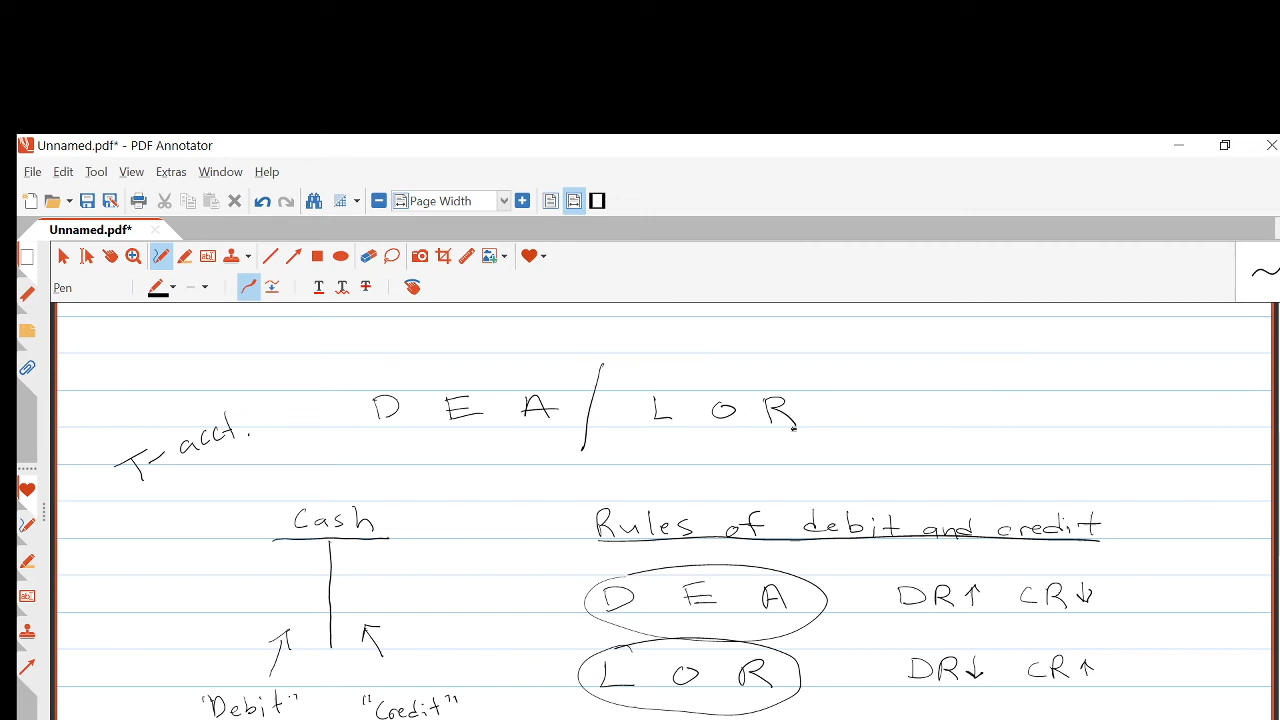 Unnamed.pdf* - PDF Annotator
File Edit Tool View Extras Window Help
Page Width
Unnamed.pdf*
Pen
D E A / L O R
T-acct.
Cash
Rules of debit and credit
D E A DR↑ CR↓
L O R DR↓ CR↑
"Debit" "Credit"